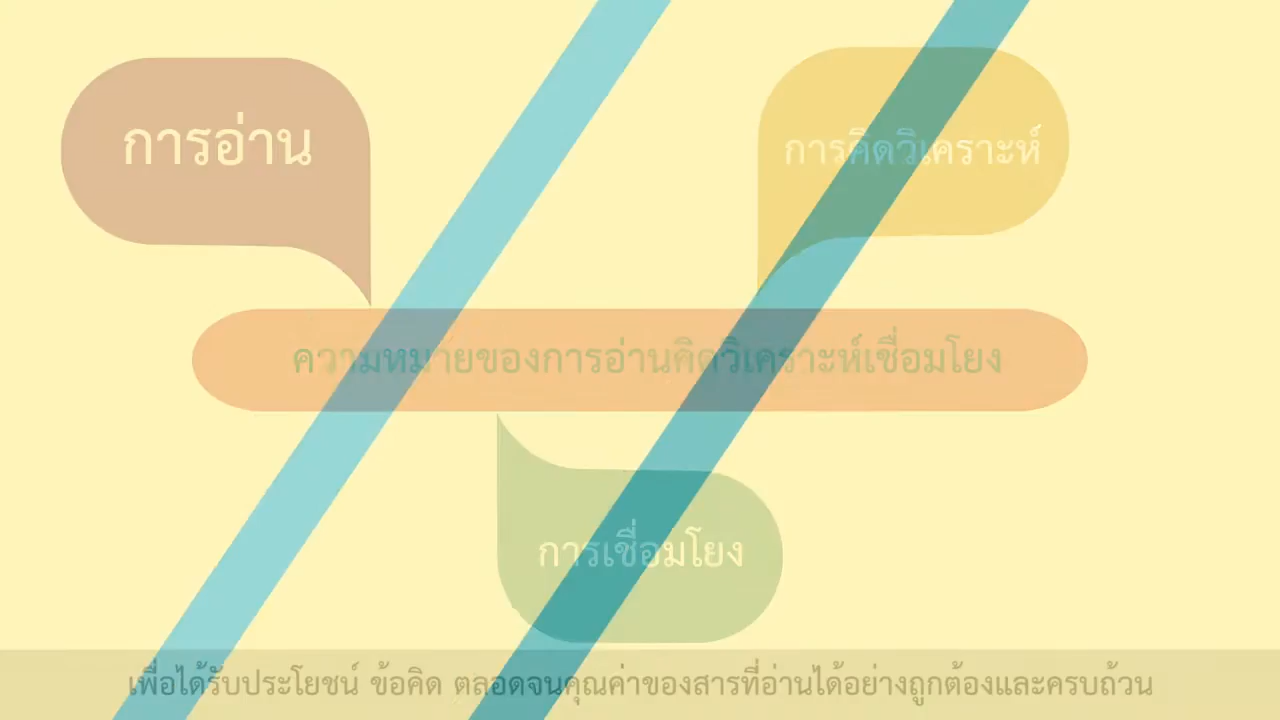 การอ่าน
การคิดวิเคราะห์
ความหมายของการอ่านคิดวิเคราะห์เชื่อมโยง
การเชื่อมโยง
เพื่อได้รับประโยชน์ ข้อคิด ตลอดจนคุณค่าของสารที่อ่านได้อย่างถูกต้องและครบถ้วน